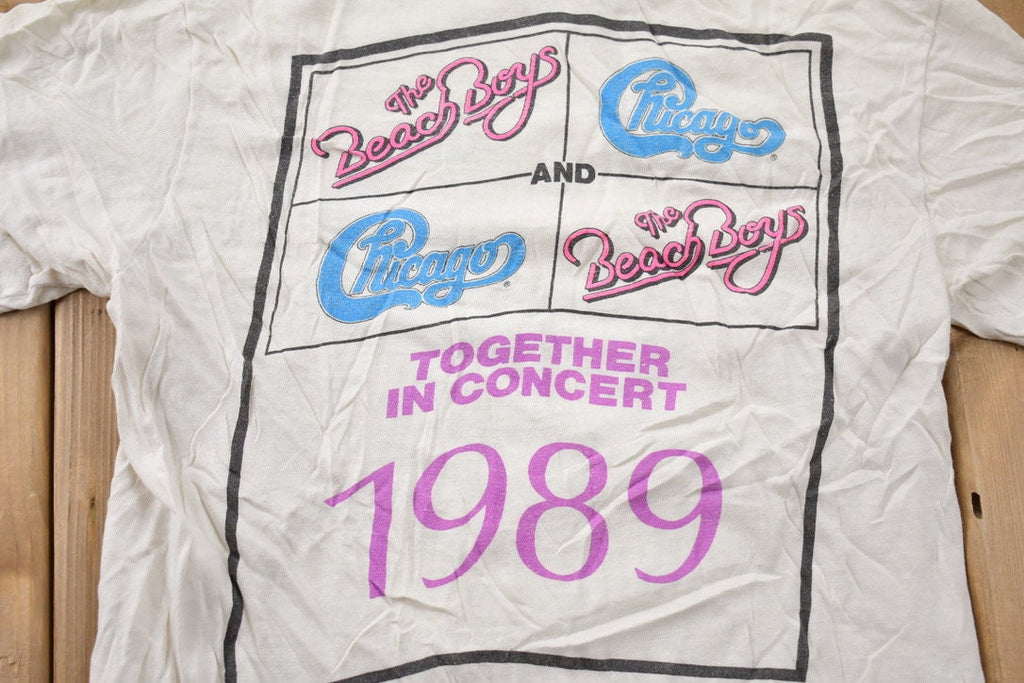 The Beach Boys
Chicago®
AND
Chicago®
The Beach Boys
TOGETHER
IN CONCERT
1989